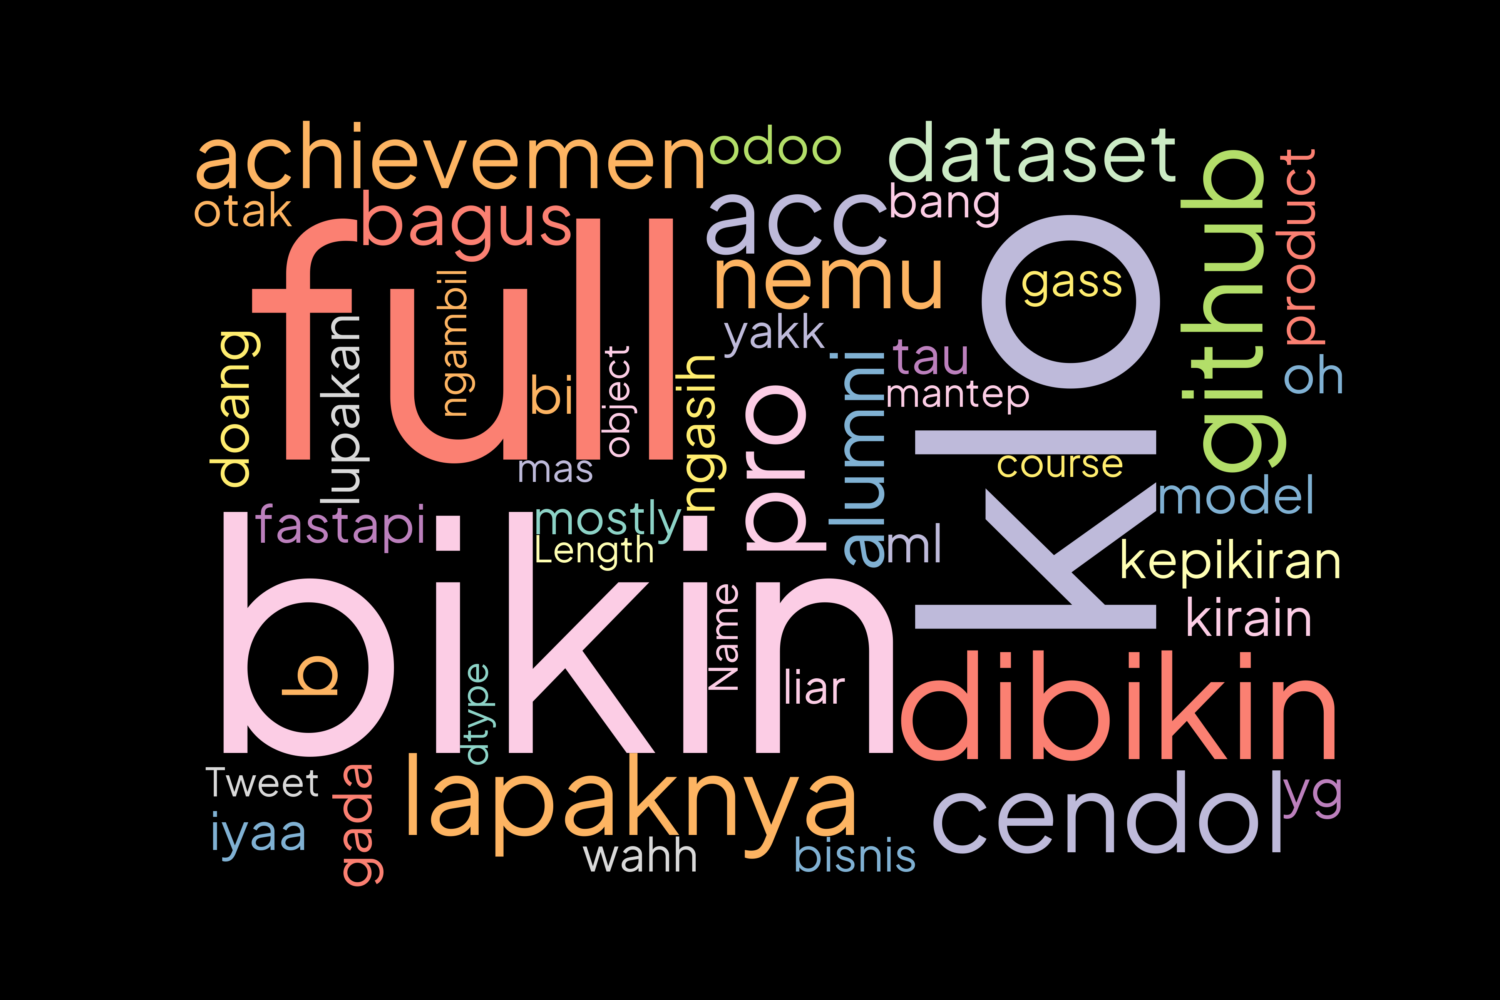 achievemen
odoo
dataset
otak
bagus
acc
bang
github
product
full
nemu
klo
gass
ngambil
yakk
doang
lupakan
bi
object
ngasih
tau
alumni
mantep
oh
pro
mas
course
model
fastapi
mostly
Length
ml
kepikiran
bikin
kirain
Name
b
dtype
liar
dibikin
Tweet
gada
lapaknya
cendol
yg
iyaa
wahh
bisnis